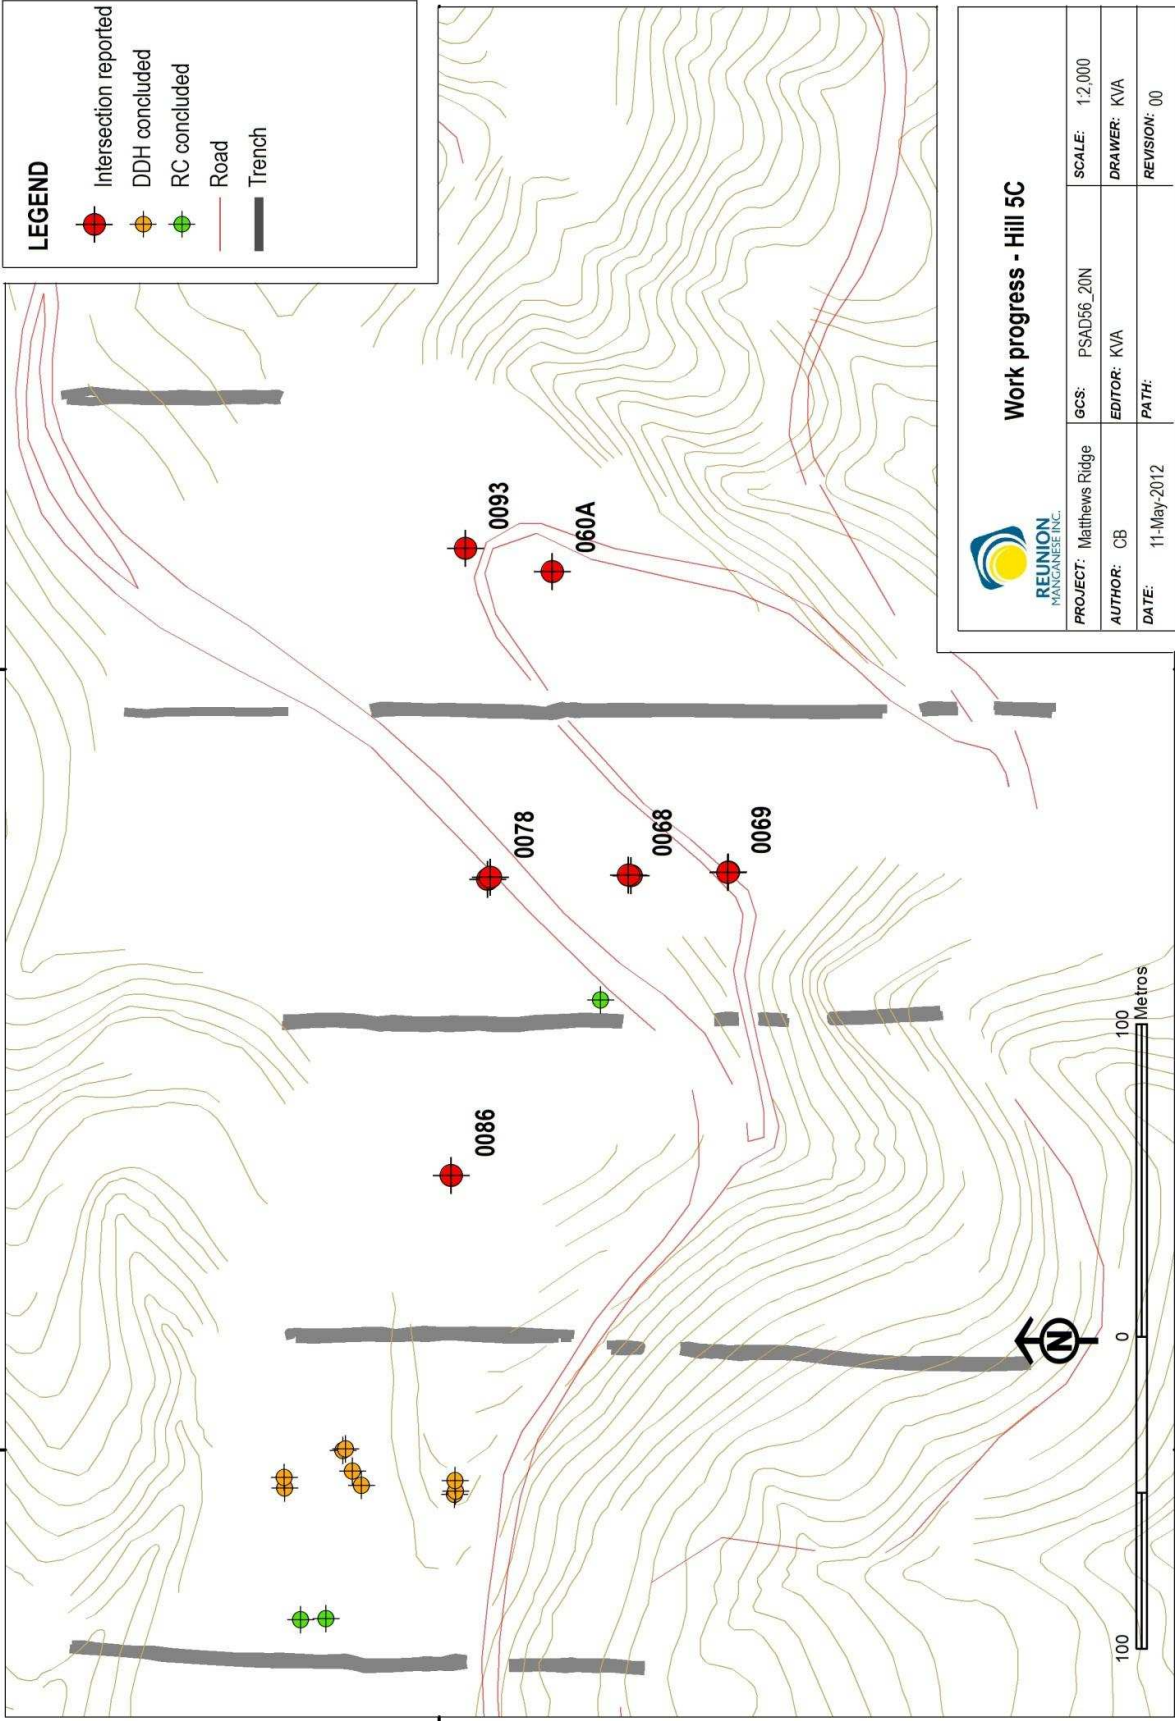 LEGEND
Intersection reported
DDH concluded
RC concluded
Road
Trench
0093
060A
0078
0068
0069
0086
N
100 0 100
Metros
REUNION
MANGANESE INC.
Work progress - Hill 5C
PROJECT: Matthews Ridge GCS: PSAD56_20N SCALE: 1:2,000
AUTHOR: CB EDITOR: KVA DRAWER: KVA
DATE: 11-May-2012 PATH: REVISION: 00